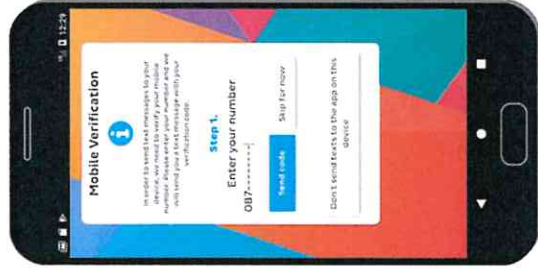 12:29
Mobile Verification
i
In order to send text messages to your
device, we need to verify your mobile
number. Please enter your number and we
will send you a text message with your
verification code.
Step 1.
Enter your number
087-------
Send code
Skip for now
Don't send texts to the app on this
device